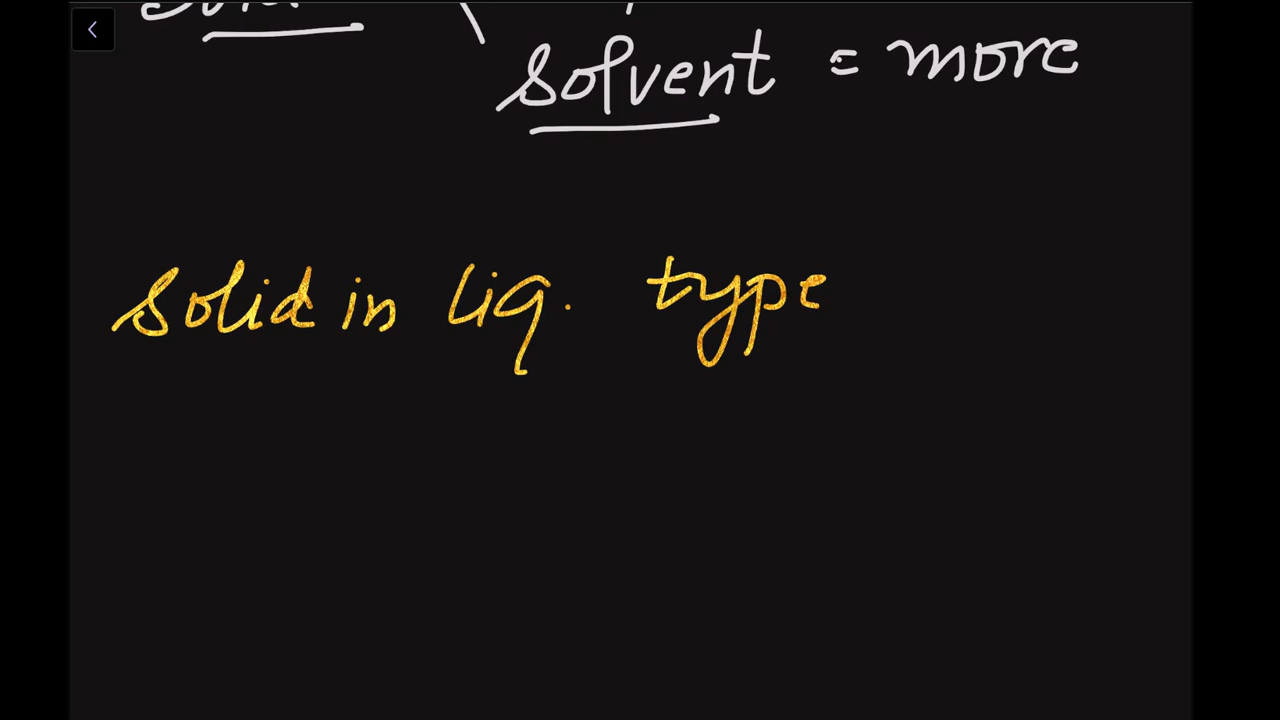 solvent = more
solid in liq. type